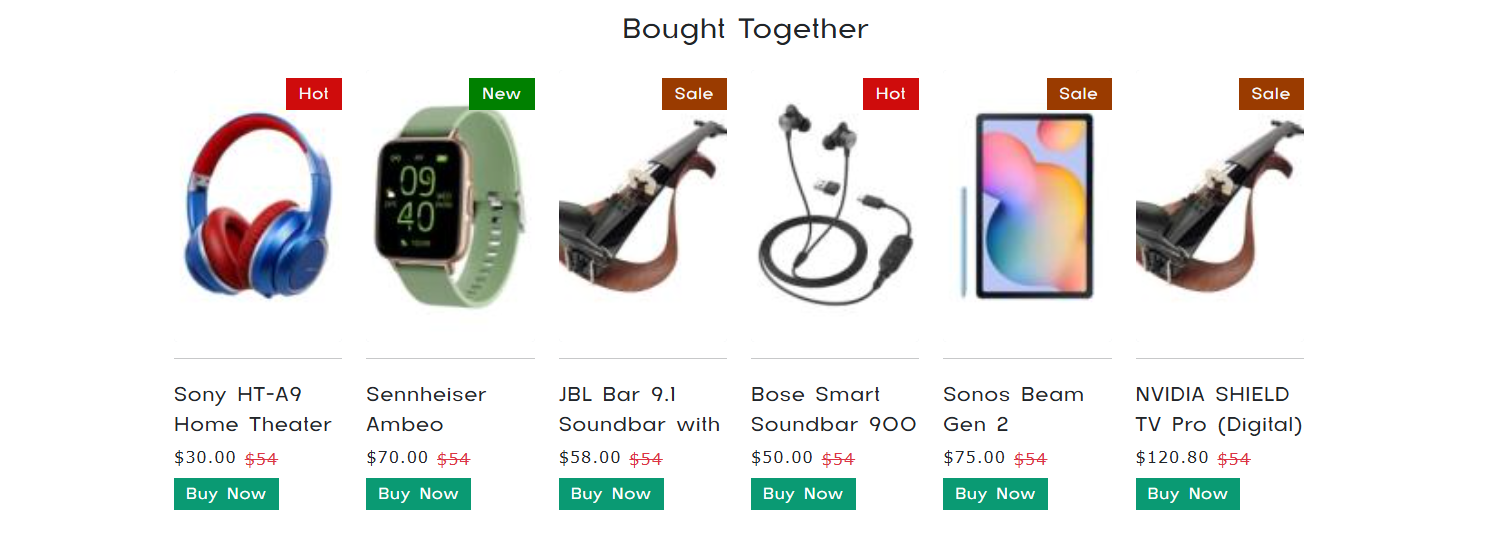 Bought Together
Hot
New
Sale
Hot
Sale
Sale
09
40
Sony HT-A9
Home Theater
$30.00 $54
Buy Now
Sennheiser
Ambeo
$70.00 $54
Buy Now
JBL Bar 9.1
Soundbar with
$58.00 $54
Buy Now
Bose Smart
Soundbar 900
$50.00 $54
Buy Now
Sonos Beam
Gen 2
$75.00 $54
Buy Now
NVIDIA SHIELD
TV Pro (Digital)
$120.80 $54
Buy Now